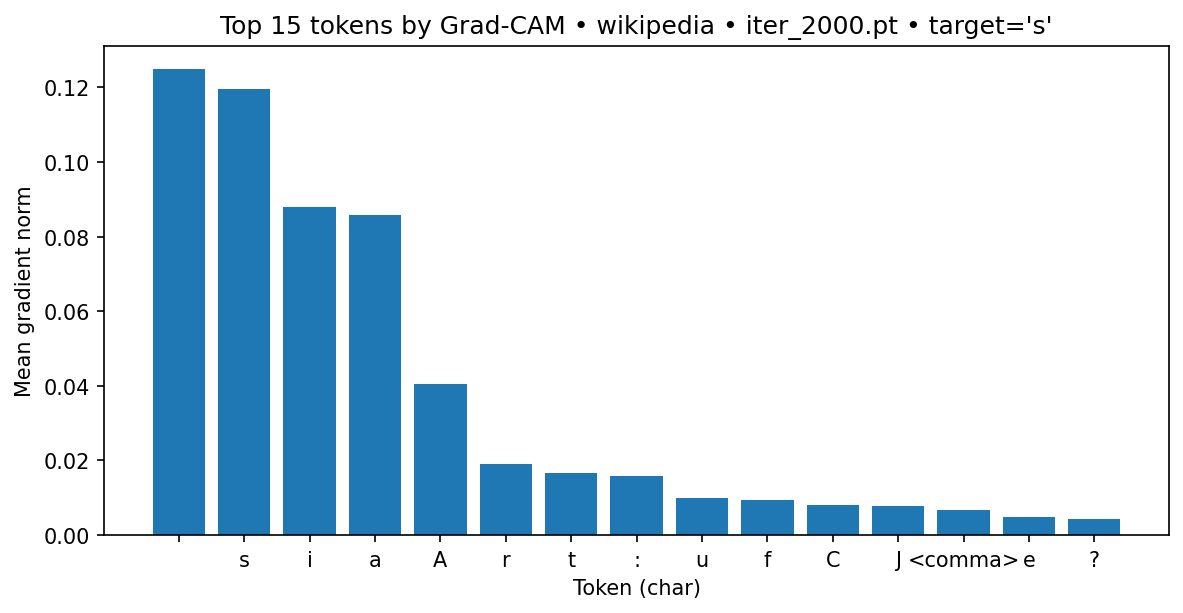 Top 15 tokens by Grad-CAM • wikipedia • iter_2000.pt • target='s'
Mean gradient norm
0.12
0.10
0.08
0.06
0.04
0.02
0.00
s i a A r t : u f C J <comma> e ?
Token (char)